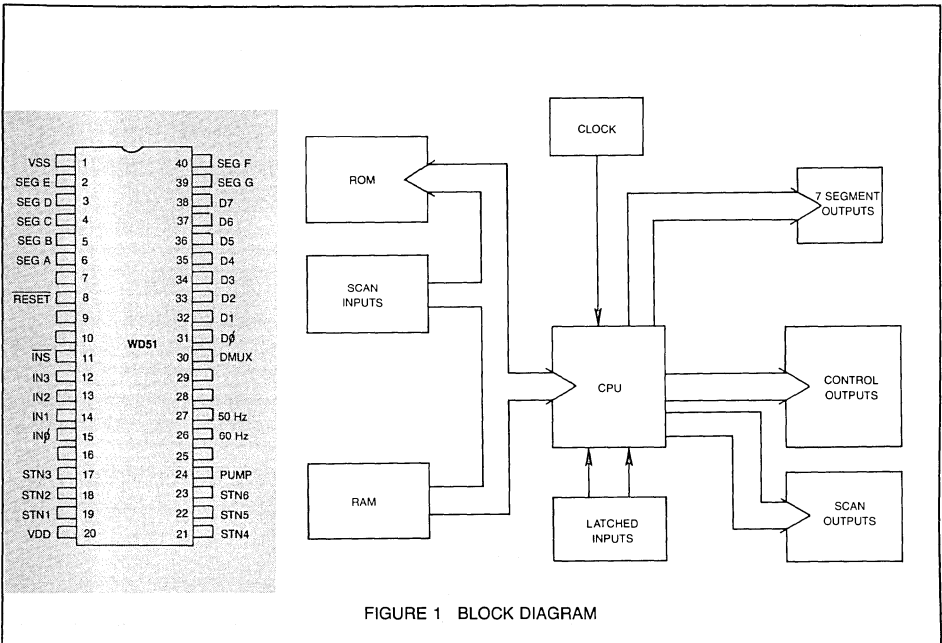 VSS 1 40 SEG F
SEG E 2 39 SEG G
SEG D 3 38 D7
SEG C 4 37 D6
SEG B 5 36 D5
SEG A 6 35 D4
7 34 D3
RESET 8 33 D2
9 32 D1
10 31 DØ
WD51
INS 11 30 DMUX
IN3 12 29
IN2 13 28
IN1 14 27 50 Hz
INØ 15 26 60 Hz
16 25
STN3 17 24 PUMP
STN2 18 23 STN6
STN1 19 22 STN5
VDD 20 21 STN4
CLOCK
ROM
7 SEGMENT
OUTPUTS
SCAN
INPUTS
CPU
CONTROL
OUTPUTS
RAM
LATCHED
INPUTS
SCAN
OUTPUTS
FIGURE 1 BLOCK DIAGRAM